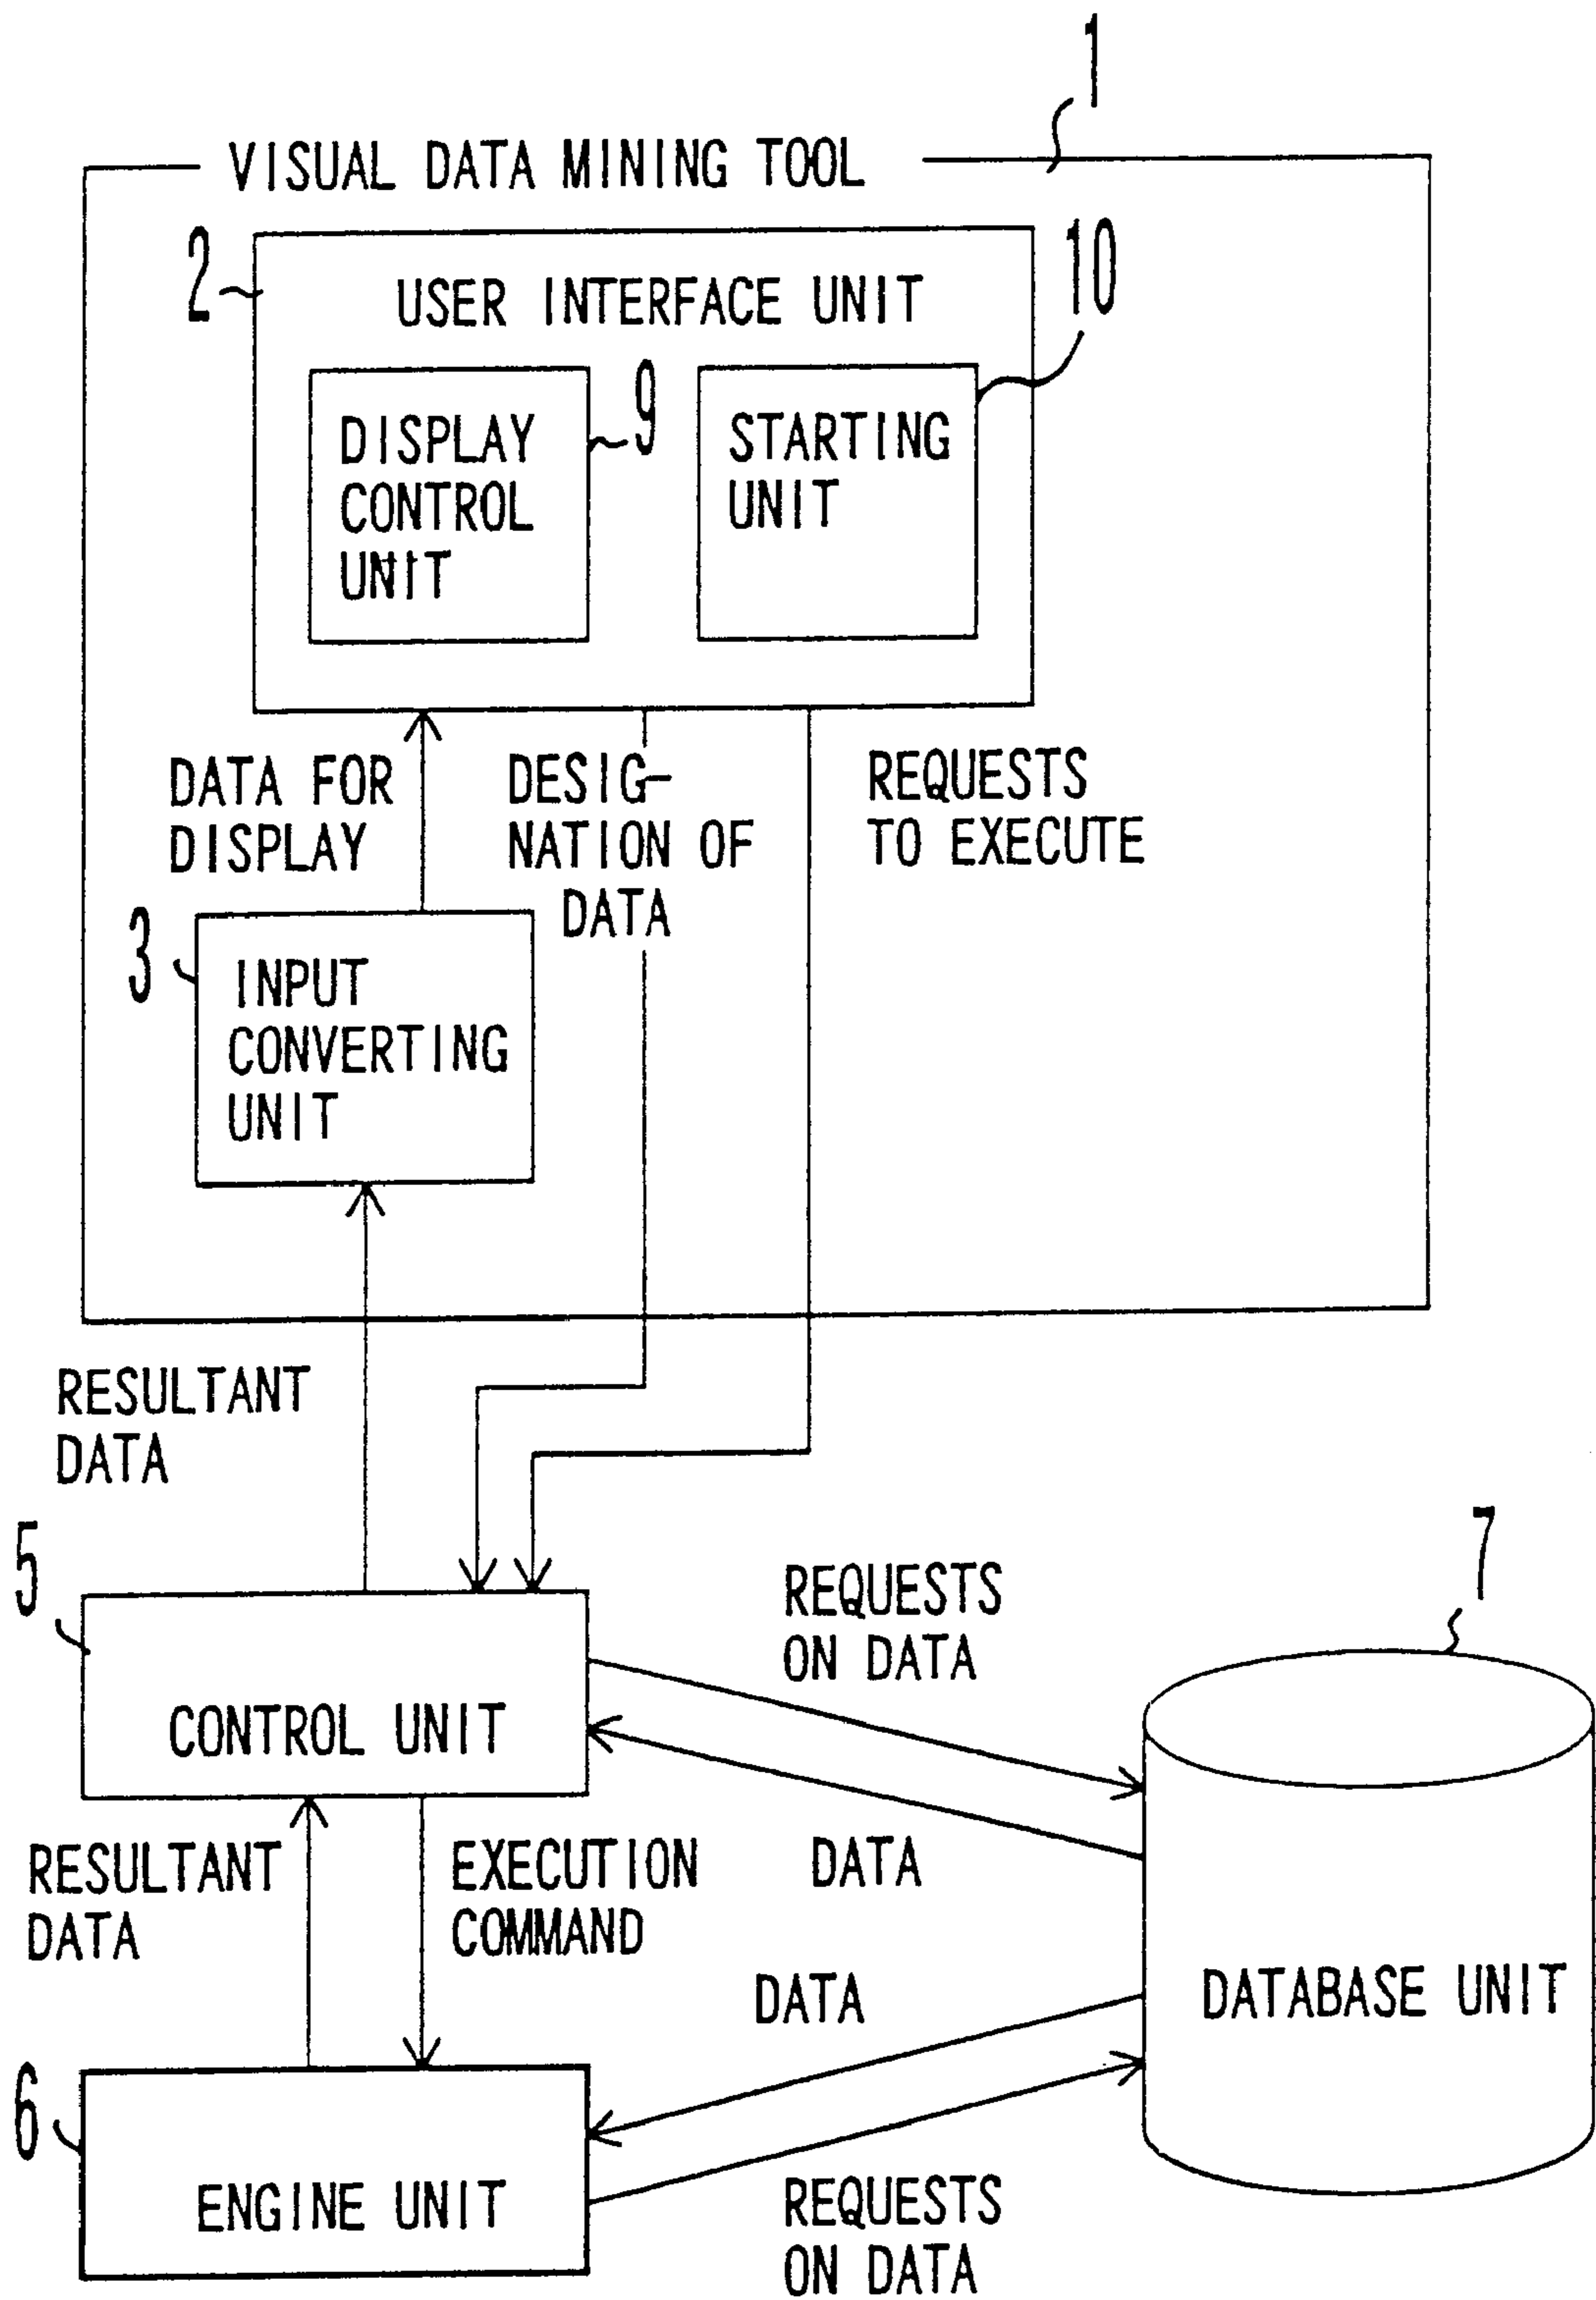 1
VISUAL DATA MINING TOOL
2
10
USER INTERFACE UNIT
9
DISPLAY
CONTROL
UNIT
STARTING
UNIT
DATA FOR
DISPLAY
DESIG-
NATION OF
DATA
REQUESTS
TO EXECUTE
3
INPUT
CONVERTING
UNIT
RESULTANT
DATA
5
CONTROL UNIT
REQUESTS
ON DATA
7
RESULTANT
DATA
EXECUTION
COMMAND
DATA
DATA
DATABASE UNIT
6
ENGINE UNIT
REQUESTS
ON DATA